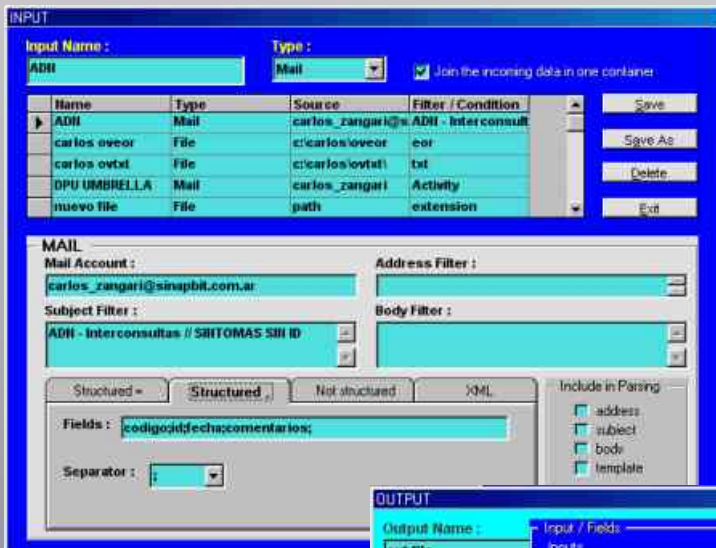 INPUT
Input Name :
Type :
ADN
Mail
Join the incoming data in one container
Name Type Source Filter / Condition
ADN Mail carlos_zangari@s ADN - Interconsult
carlos oveor File c:\carlos\oveor eor
carlos ovtxt File c:\carlos\ovtxt\ txt
DPU UMBRELLA Mail carlos_zangari Activity
nuevo file File path extension
Save
Save As
Delete
Exit
MAIL
Mail Account :
Address Filter :
carlos_zangari@sinapbit.com.ar
Subject Filter :
Body Filter :
ADN - Interconsultas // SINTOMAS SIN ID
Structured =
Structured ,
Not structured
XML
Include in Parsing
Fields :
codigo;id;fecha;comentarios;
address
subject
body
template
Separator :
;
OUTPUT
Output Name :
Input / Fields
Inputs